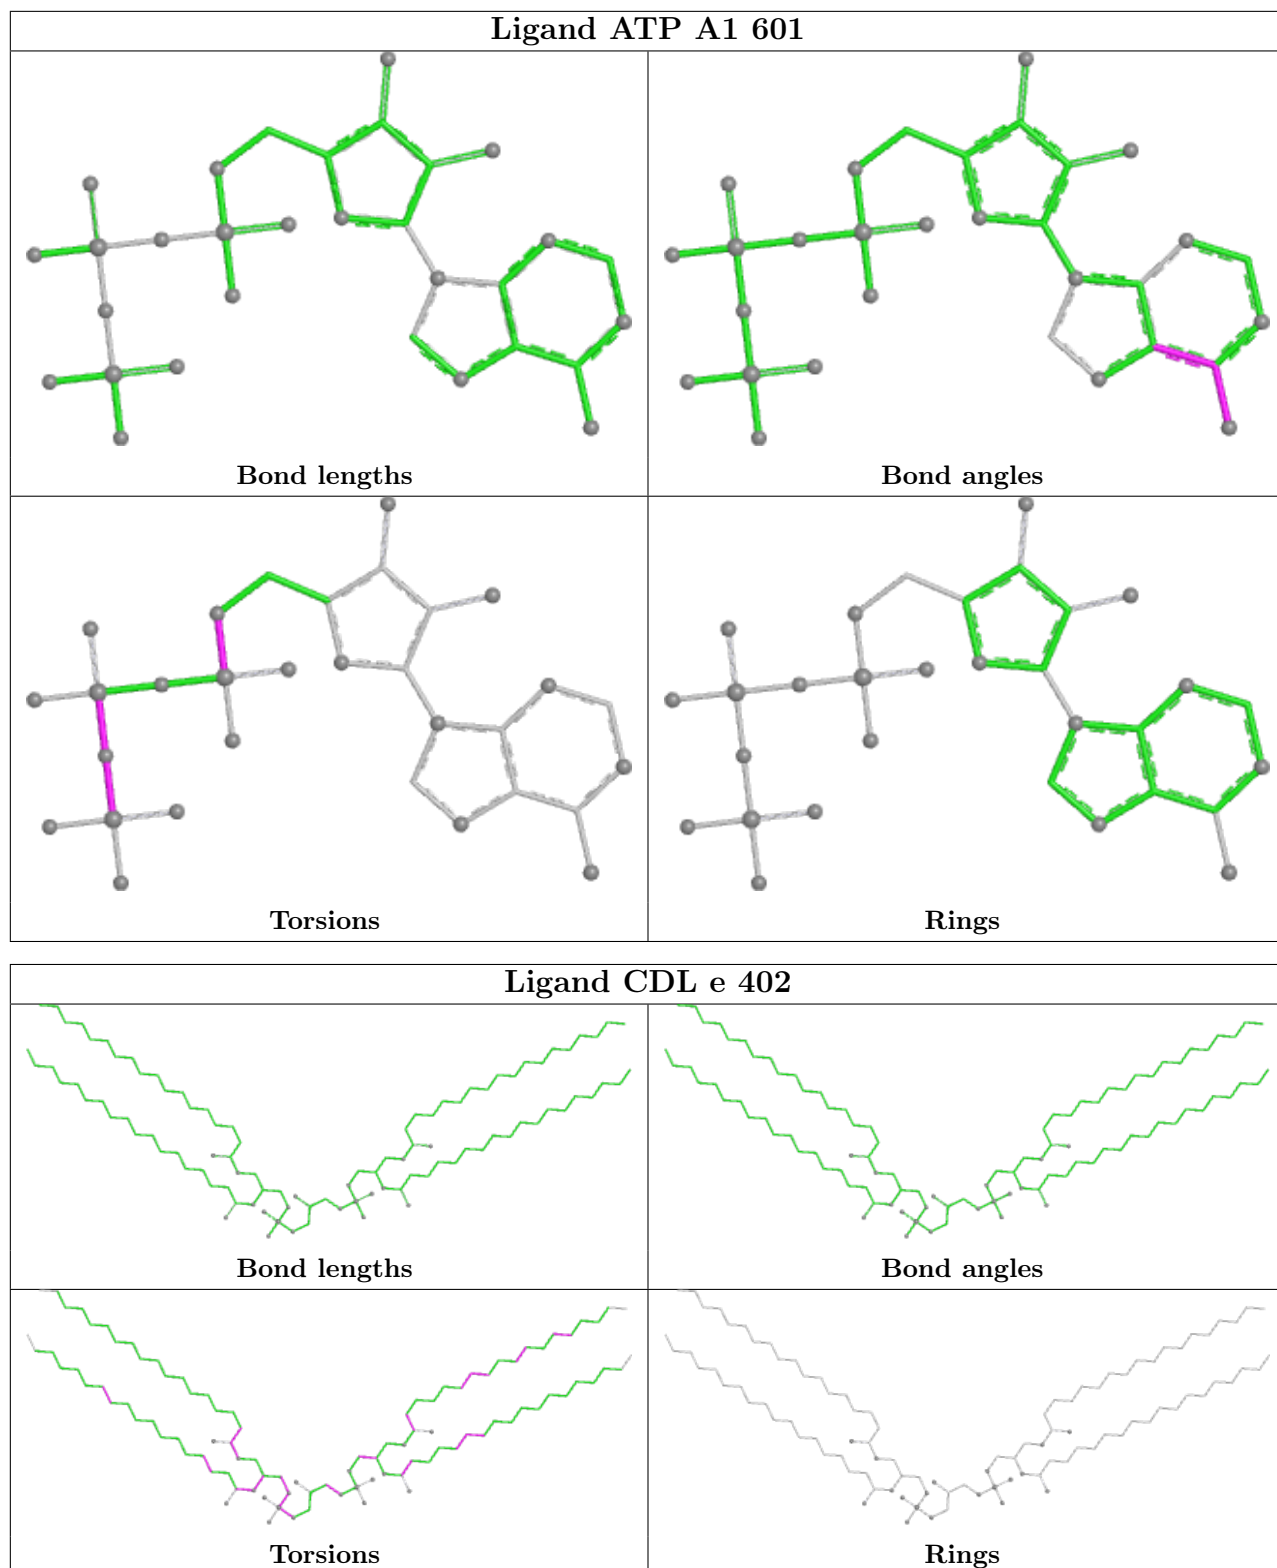 Ligand ATP A1 601
Bond lengths
Bond angles
Torsions
Rings
Ligand CDL e 402
Bond lengths
Bond angles
Torsions
Rings